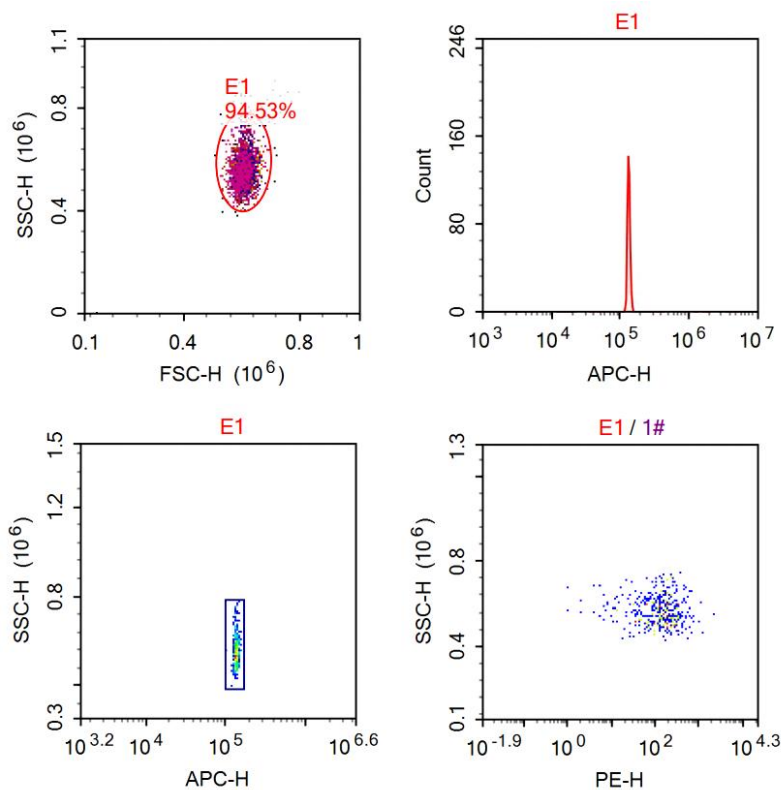 1.1
0.8
0.4
0
SSC-H (10^6)
E1
94.53%
0.1 0.4 0.8 1
FSC-H (10^6)
E1
246
160
80
0
Count
10^3 10^4 10^5 10^6 10^7
APC-H
E1
1.5
1.2
0.8
0.3
SSC-H (10^6)
10^3.2 10^4 10^5 10^6.6
APC-H
E1 / 1#
1.3
0.8
0.4
0.1
SSC-H (10^6)
10^-1.9 10^0 10^2 10^4.3
PE-H